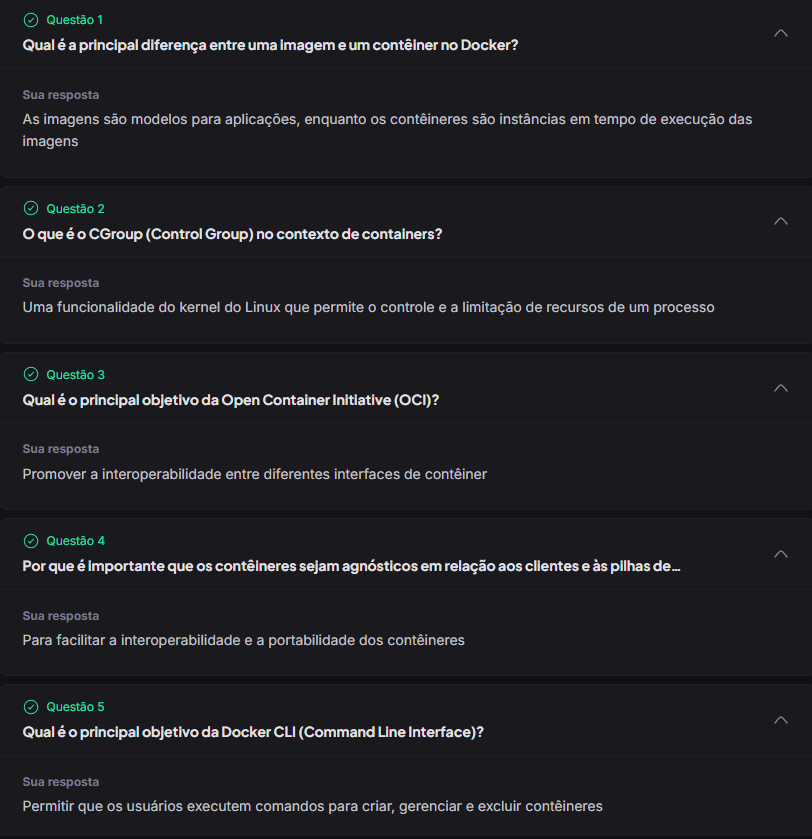 Questão 1
Qual é a principal diferença entre uma imagem e um contêiner no Docker?
Sua resposta
As imagens são modelos para aplicações, enquanto os contêineres são instâncias em tempo de execução das
imagens
Questão 2
O que é o CGroup (Control Group) no contexto de containers?
Sua resposta
Uma funcionalidade do kernel do Linux que permite o controle e a limitação de recursos de um processo
Questão 3
Qual é o principal objetivo da Open Container Initiative (OCI)?
Sua resposta
Promover a interoperabilidade entre diferentes interfaces de contêiner
Questão 4
Por que é importante que os contêineres sejam agnósticos em relação aos clientes e às pilhas de...
Sua resposta
Para facilitar a interoperabilidade e a portabilidade dos contêineres
Questão 5
Qual é o principal objetivo da Docker CLI (Command Line Interface)?
Sua resposta
Permitir que os usuários executem comandos para criar, gerenciar e excluir contêineres